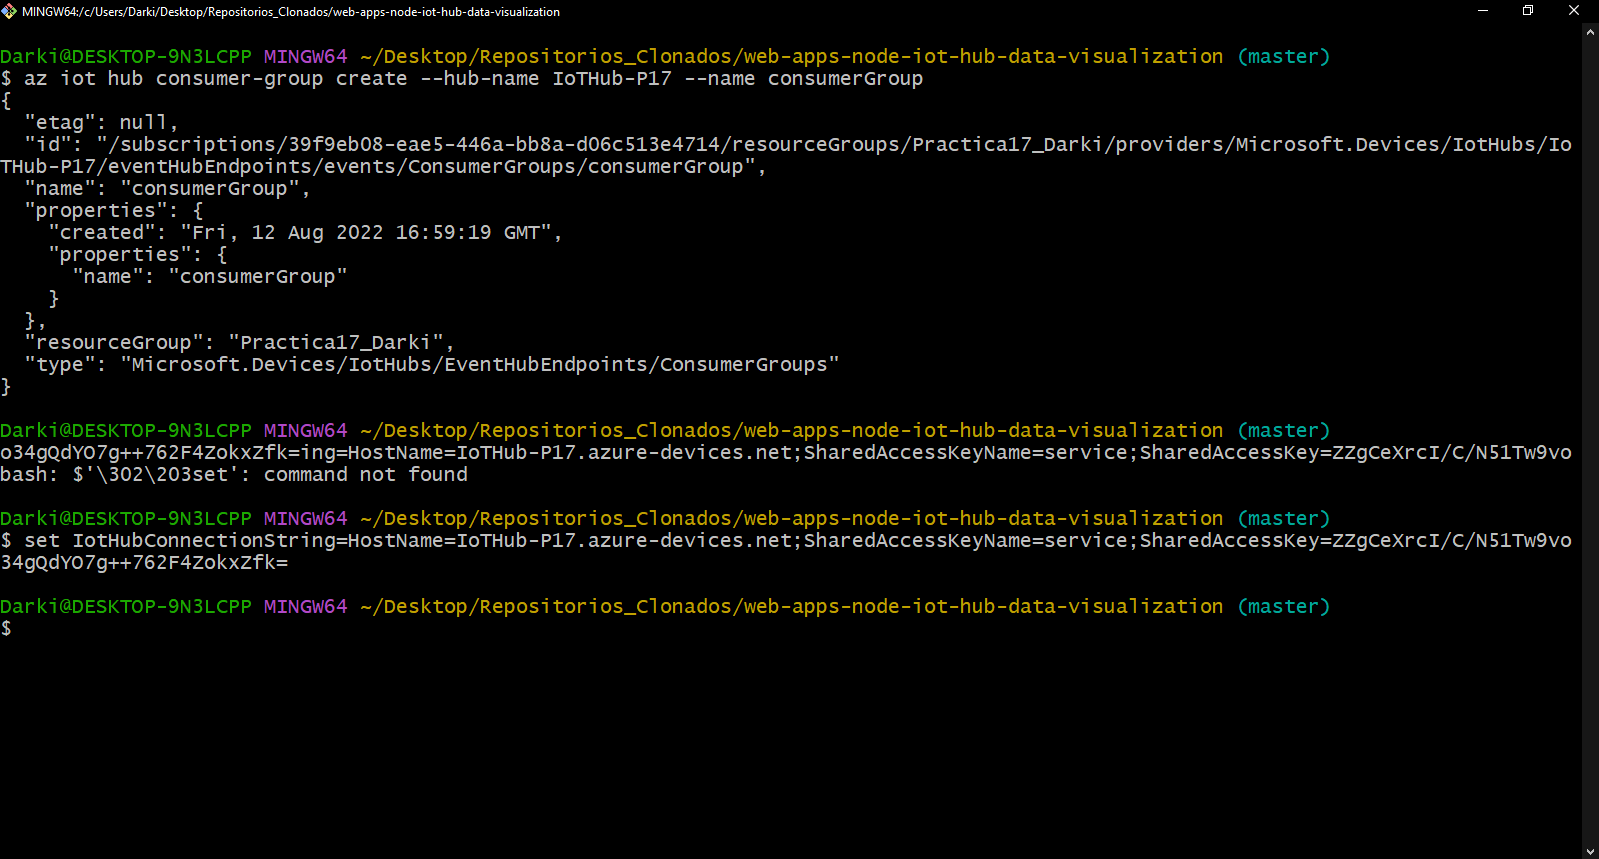 MINGW64:/c/Users/Darki/Desktop/Repositorios_Clonados/web-apps-node-iot-hub-data-visualization
Darki@DESKTOP-9N3LCPP MINGW64 ~/Desktop/Repositorios_Clonados/web-apps-node-iot-hub-data-visualization (master)
$ az iot hub consumer-group create --hub-name IoTHub-P17 --name consumerGroup
{
  "etag": null,
  "id": "/subscriptions/39f9eb08-eae5-446a-bb8a-d06c513e4714/resourceGroups/Practica17_Darki/providers/Microsoft.Devices/IotHubs/Io
THub-P17/eventHubEndpoints/events/ConsumerGroups/consumerGroup",
  "name": "consumerGroup",
  "properties": {
    "created": "Fri, 12 Aug 2022 16:59:19 GMT",
    "properties": {
      "name": "consumerGroup"
    }
  },
  "resourceGroup": "Practica17_Darki",
  "type": "Microsoft.Devices/IotHubs/EventHubEndpoints/ConsumerGroups"
}
Darki@DESKTOP-9N3LCPP MINGW64 ~/Desktop/Repositorios_Clonados/web-apps-node-iot-hub-data-visualization (master)
o34gQdYO7g++762F4ZokxZfk=ing=HostName=IoTHub-P17.azure-devices.net;SharedAccessKeyName=service;SharedAccessKey=ZZgCeXrcI/C/N51Tw9vo
bash: $'\302\203set': command not found
Darki@DESKTOP-9N3LCPP MINGW64 ~/Desktop/Repositorios_Clonados/web-apps-node-iot-hub-data-visualization (master)
$ set IotHubConnectionString=HostName=IoTHub-P17.azure-devices.net;SharedAccessKeyName=service;SharedAccessKey=ZZgCeXrcI/C/N51Tw9vo
34gQdYO7g++762F4ZokxZfk=
Darki@DESKTOP-9N3LCPP MINGW64 ~/Desktop/Repositorios_Clonados/web-apps-node-iot-hub-data-visualization (master)
$